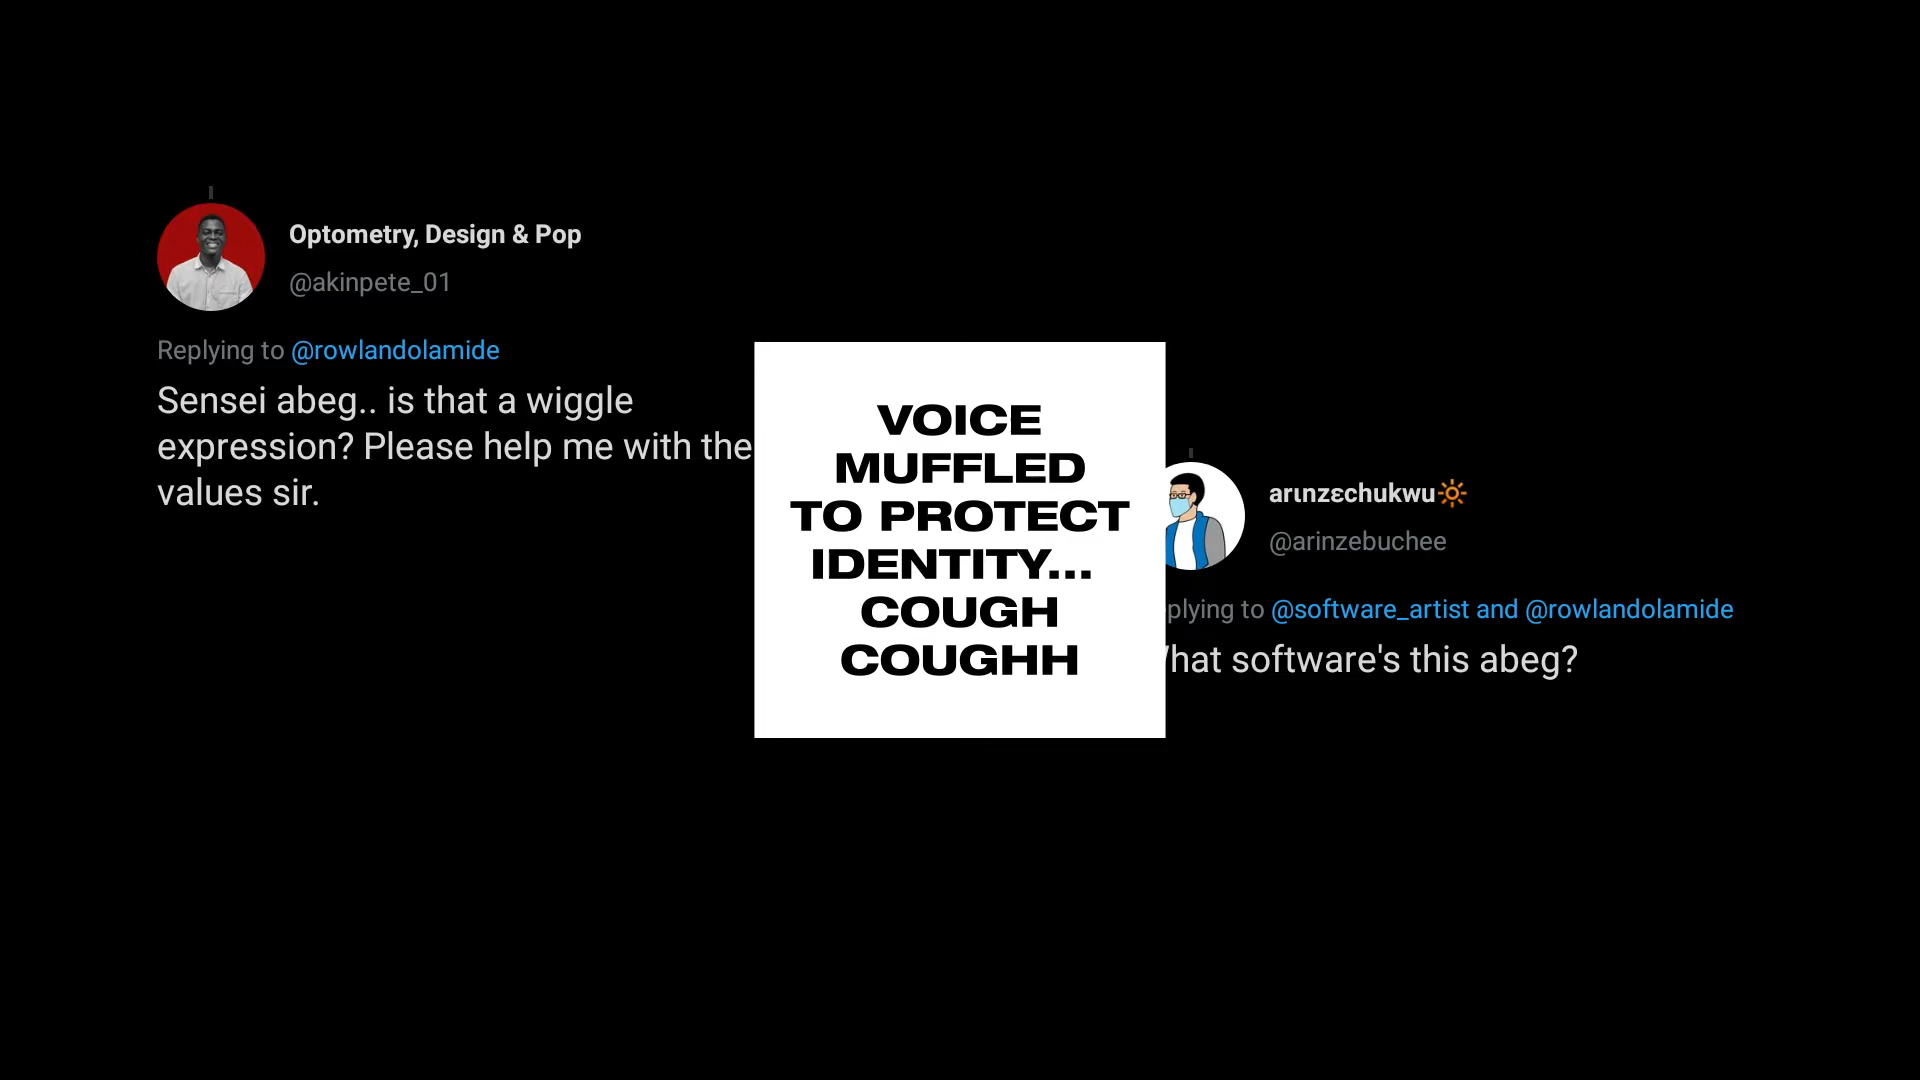 Optometry, Design & Pop
@akinpete_01
Replying to @rowlandolamide
Sensei abeg.. is that a wiggle
expression? Please help me with the
values sir.
VOICE
MUFFLED
TO PROTECT
IDENTITY...
COUGH
COUGHH
arιnzεchukwu🔆
@arinzebuchee
plying to @software_artist and @rowlandolamide
hat software's this abeg?